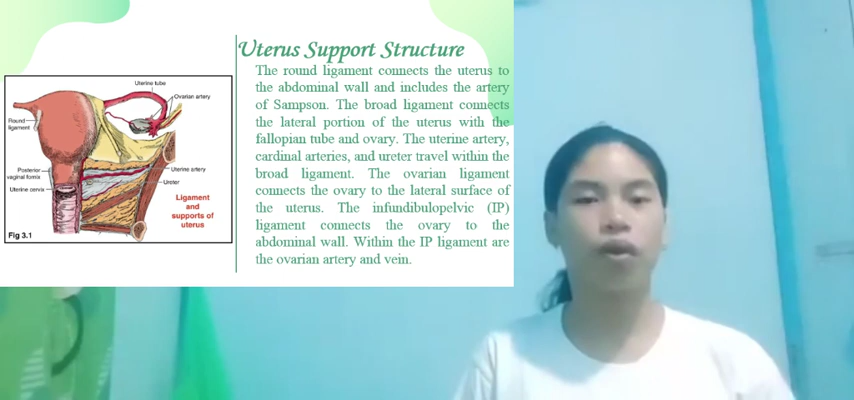 Uterus Support Structure
The round ligament connects the uterus to
the abdominal wall and includes the artery
of Sampson. The broad ligament connects
the lateral portion of the uterus with the
fallopian tube and ovary. The uterine artery,
cardinal arteries, and ureter travel within the
broad ligament. The ovarian ligament
connects the ovary to the lateral surface of
the uterus. The infundibulopelvic (IP)
ligament connects the ovary to the
abdominal wall. Within the IP ligament are
the ovarian artery and vein.
Uterine tube
Ovarian artery
Round
ligament
Posterior
vaginal fornix
Uterine cervix
Uterine artery
Ureter
Ligament
and
supports of
uterus
Fig 3.1